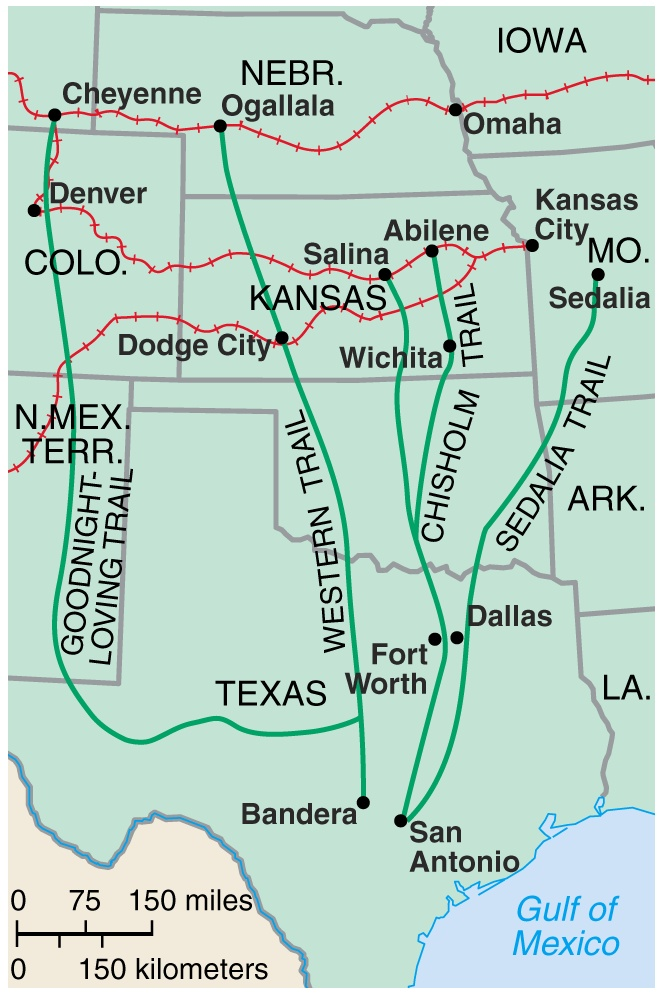 IOWA
NEBR.
Cheyenne
Ogallala
Omaha
Denver
Kansas
City
Abilene
MO.
Salina
COLO.
Sedalia
KANSAS
Dodge City
Wichita
N.MEX.
TERR.
GOODNIGHT-
LOVING TRAIL
WESTERN TRAIL
CHISHOLM TRAIL
SEDALIA TRAIL
ARK.
Dallas
Fort
Worth
TEXAS
LA.
Bandera
San
Antonio
0 75 150 miles
0 150 kilometers
Gulf of
Mexico